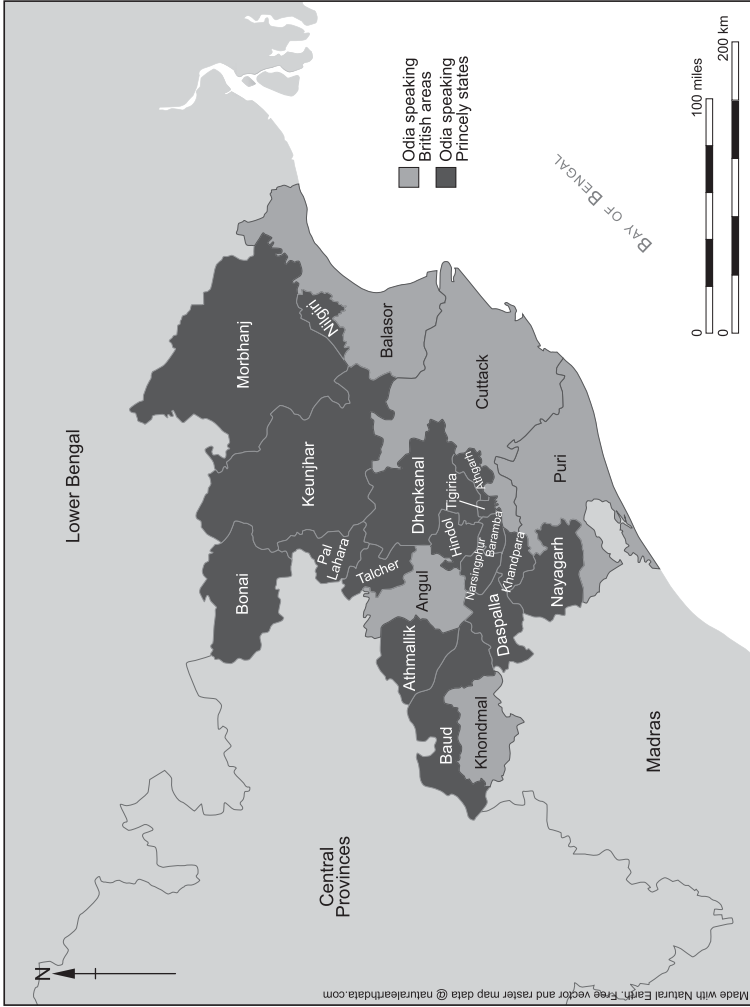 Lower Bengal
Morbhanj
Nilgiri
Balasor
Keunjhar
Bonai
Pal
Lahara
Talcher
Dhenkanal
Cuttack
Angul
Hindol
Tigiria
Athgarh
Athmallik
Narsingphur
Baramba
Khandpara
Daspalla
Nayagarh
Puri
Baud
Khondmal
Central
Provinces
Madras
BAY OF BENGAL
Odia speaking
British areas
Odia speaking
Princely states
0
100 miles
0
200 km
N
Made with Natural Earth. Free vector and raster map data @ naturalearthdata.com